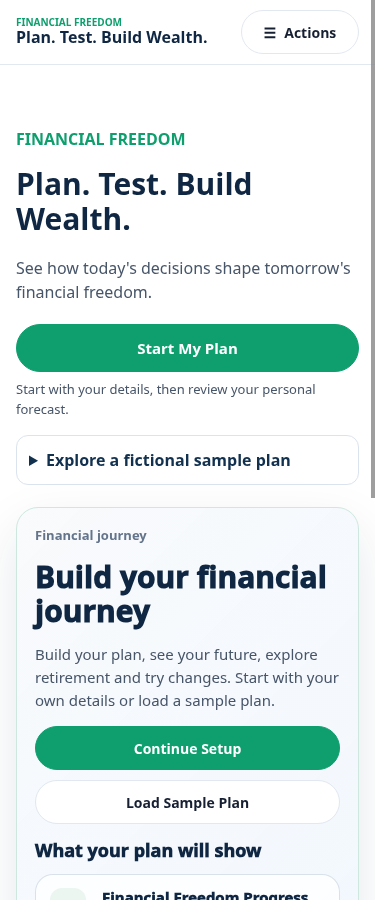 FINANCIAL FREEDOM
Plan. Test. Build Wealth.
☰ Actions
FINANCIAL FREEDOM
Plan. Test. Build
Wealth.
See how today's decisions shape tomorrow's
financial freedom.
Start My Plan
Start with your details, then review your personal
forecast.
Explore a fictional sample plan
Financial journey
Build your financial
journey
Build your plan, see your future, explore
retirement and try changes. Start with your
own details or load a sample plan.
Continue Setup
Load Sample Plan
What your plan will show
Financial Freedom Progress